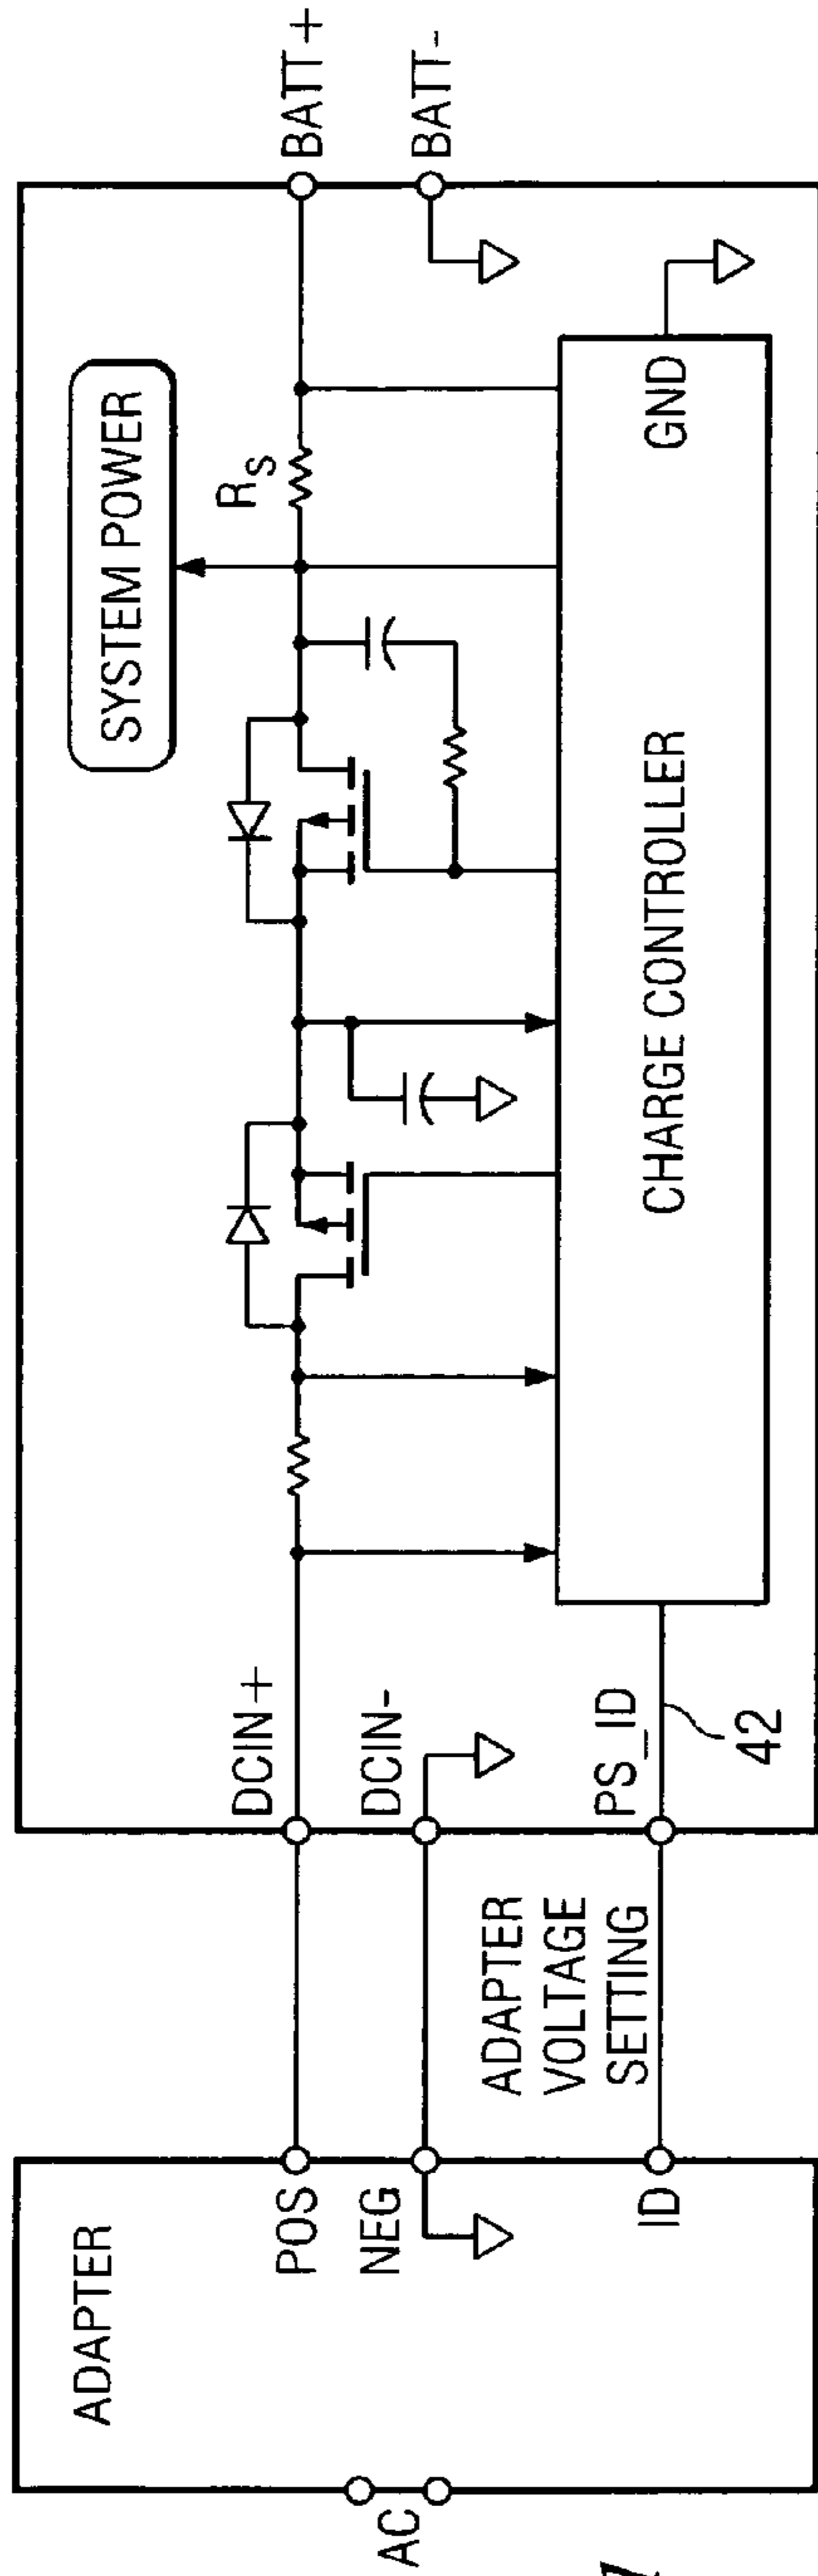 ADAPTER
AC
POS
NEG
ID
ADAPTER
VOLTAGE
SETTING
DCIN+
DCIN-
PS_ID
42
SYSTEM POWER
RS
CHARGE CONTROLLER
GND
BATT+
BATT-